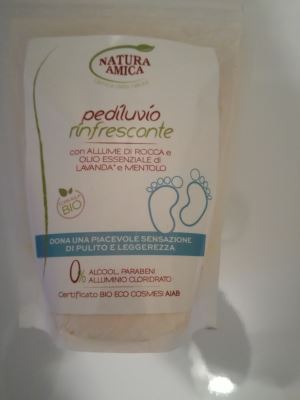 NATURA
AMICA
pediluvio
rinfrescante
con ALLUME DI ROCCA e
OLIO ESSENZIALE di
LAVANDA* e MENTOLO
BIO
DONA UNA PIACEVOLE SENSAZIONE
DI PULITO E LEGGEREZZA
0% ALCOOL, PARABENI
ALLUMINIO CLORIDRATO
Certificato BIO ECO COSMESI AIAB